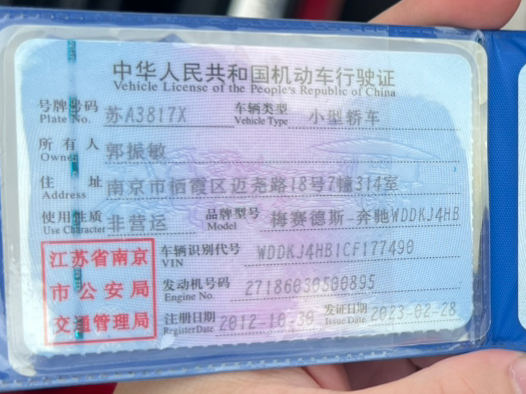 中华人民共和国机动车行驶证
Vehicle License of the People's Republic of China
号牌号码 苏A3817X 车辆类型 小型轿车
Plate No. Vehicle Type
所有人 郭振敏
Owner
住址 南京市栖霞区迈尧路18号7幢314室
Address
使用性质 非营运 品牌型号 梅赛德斯-奔驰WDDKJ4HB
Use Character Model
江苏省南京
市公安局
交通管理局
车辆识别代号 WDDKJ4HB1CF177490
VIN
发动机号码 27186030500895
Engine No.
注册日期 2012-10-30 发证日期 2023-02-28
Register Date Issue Date